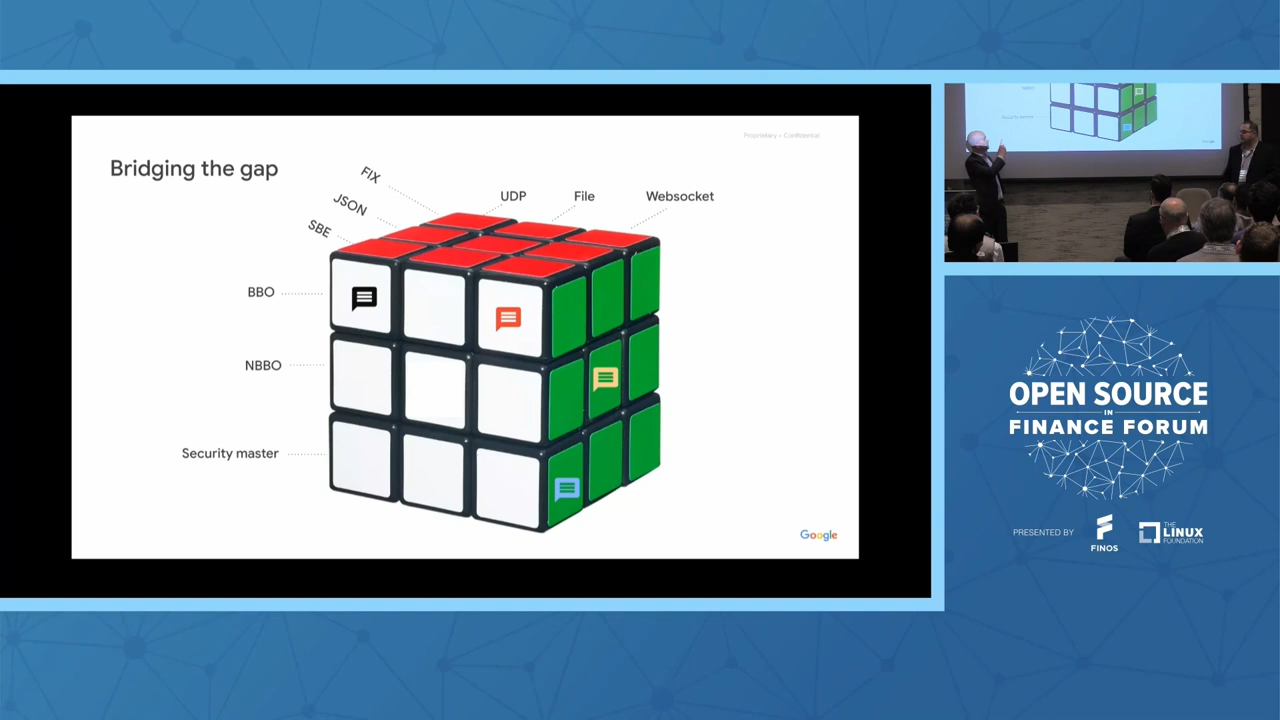 Proprietary + Confidential
Bridging the gap
FIX
JSON
SBE
UDP
File
Websocket
BBO
NBBO
Security master
Google
OPEN SOURCE
IN
FINANCE FORUM
PRESENTED BY
FINOS
THE
LINUX
FOUNDATION